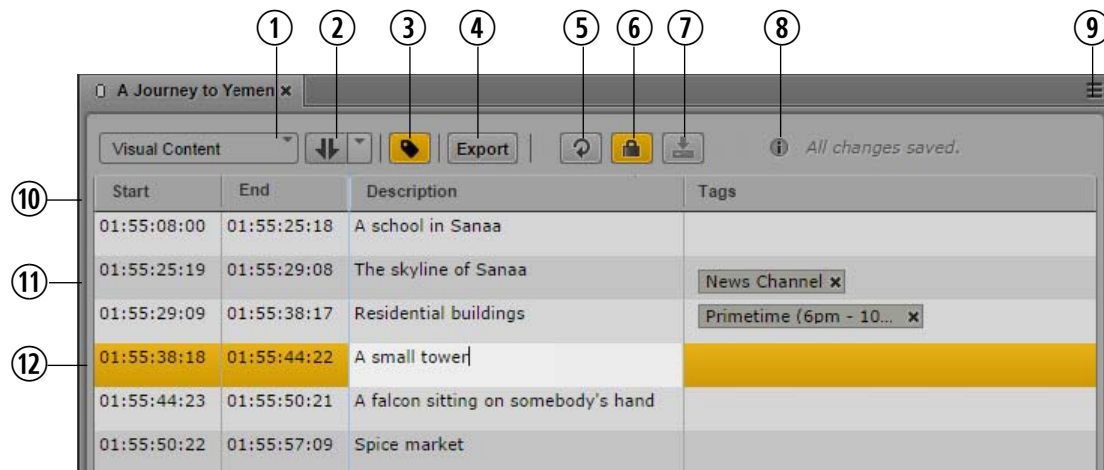 1 2 3 4 5 6 7 8 9
A Journey to Yemen ×
Visual Content Export All changes saved.
10
Start End Description Tags
01:55:08:00 01:55:25:18 A school in Sanaa
11
01:55:25:19 01:55:29:08 The skyline of Sanaa News Channel ×
01:55:29:09 01:55:38:17 Residential buildings Primetime (6pm - 10... ×
12
01:55:38:18 01:55:44:22 A small tower
01:55:44:23 01:55:50:21 A falcon sitting on somebody's hand
01:55:50:22 01:55:57:09 Spice market